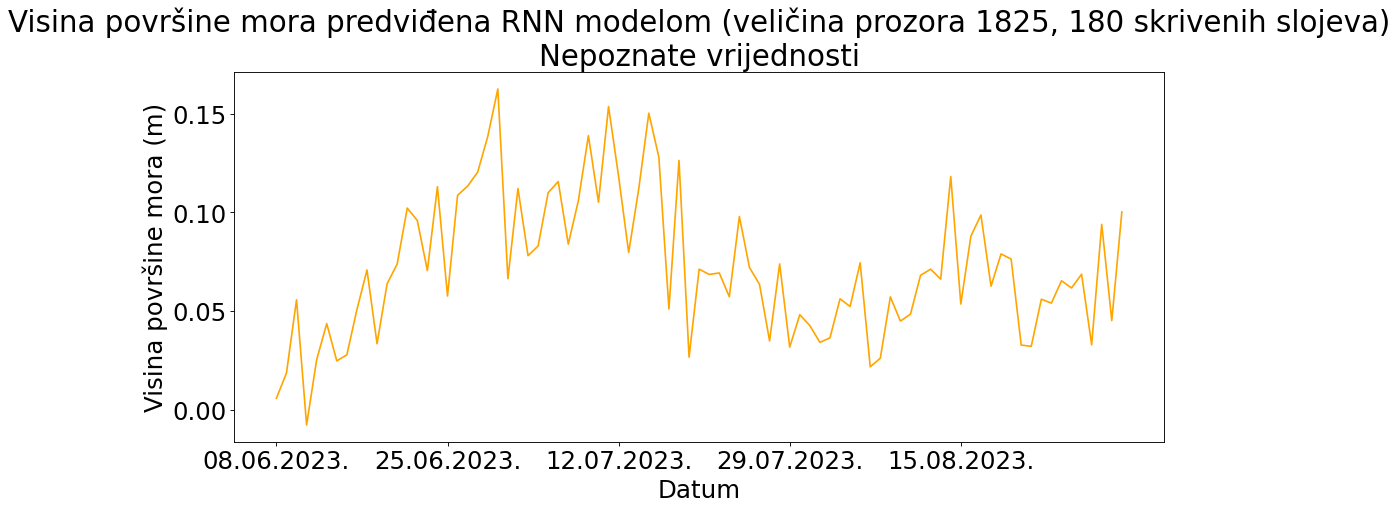 Visina površine mora predviđena RNN modelom (veličina prozora 1825, 180 skrivenih slojeva)
Nepoznate vrijednosti
Visina površine mora (m)
0.15
0.10
0.05
0.00
08.06.2023.
25.06.2023.
12.07.2023.
29.07.2023.
15.08.2023.
Datum